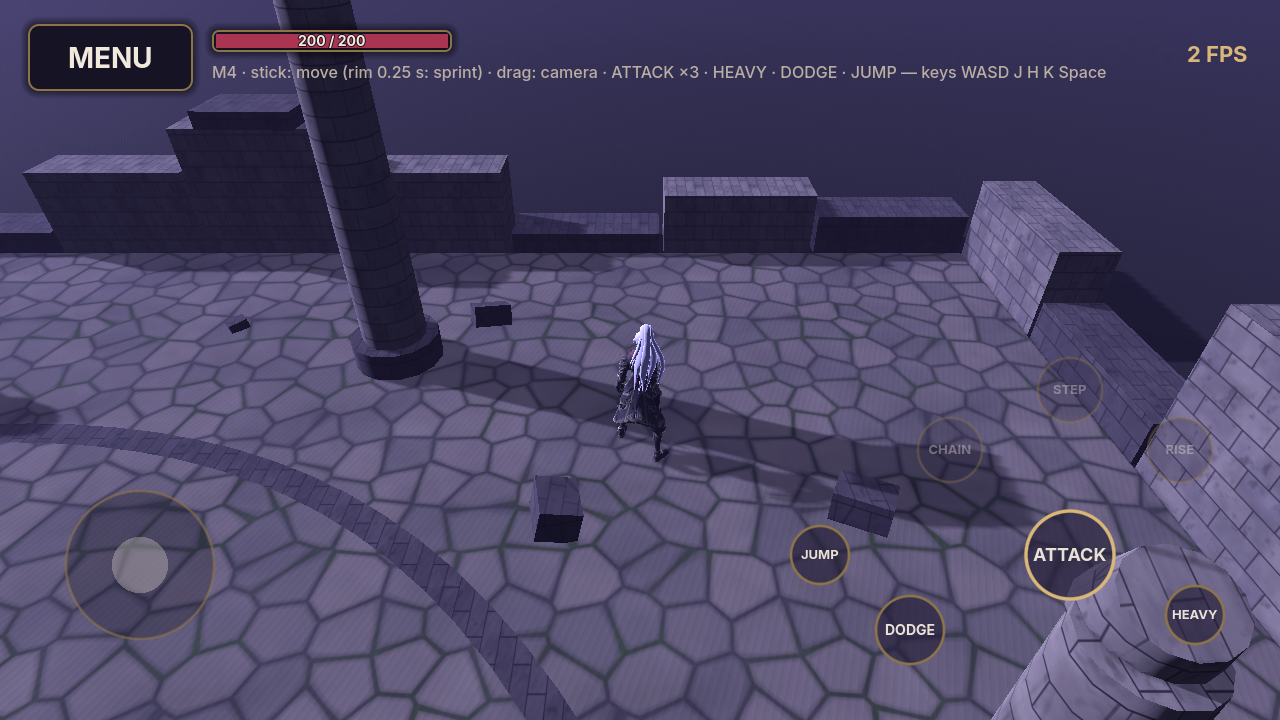 MENU
200 / 200
M4 · stick: move (rim 0.25 s: sprint) · drag: camera · ATTACK ×3 · HEAVY · DODGE · JUMP — keys WASD J H K Space
2 FPS
STEP
CHAIN
RISE
JUMP
ATTACK
DODGE
HEAVY